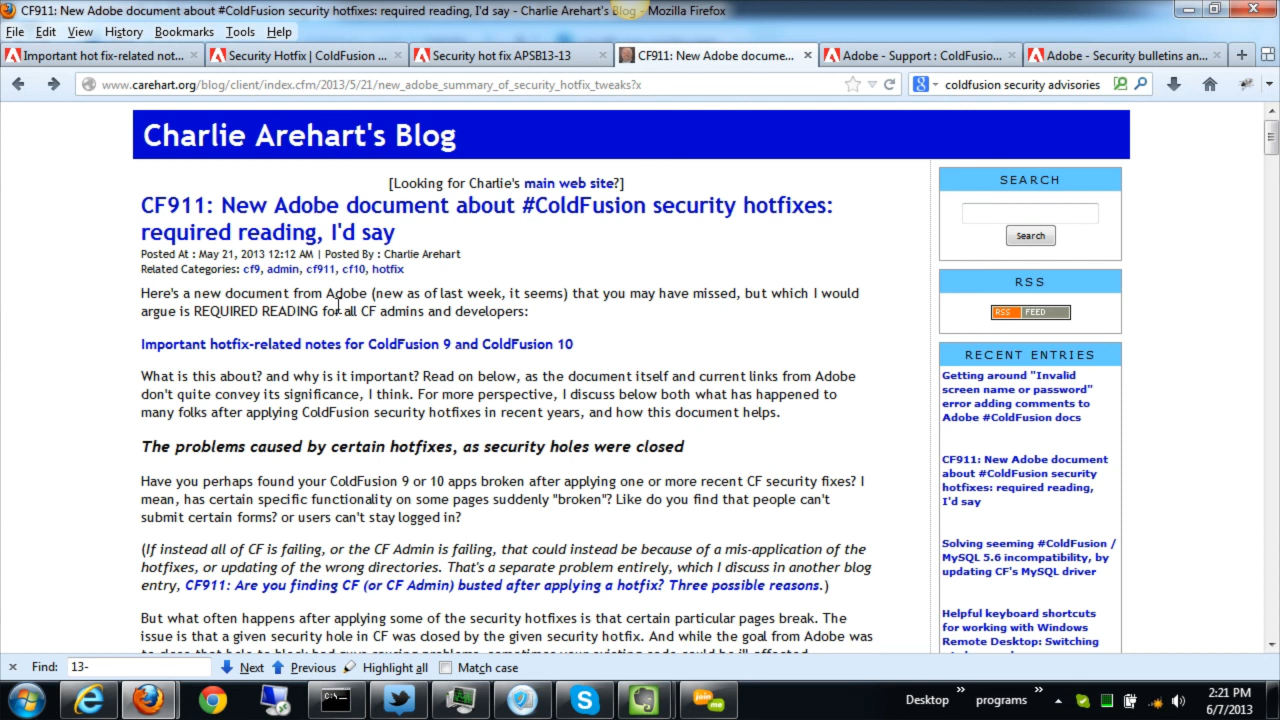 CF911: New Adobe document about #ColdFusion security hotfixes: required reading, I'd say - Charlie Arehart's Blog - Mozilla Firefox
File Edit View History Bookmarks Tools Help
Important hot fix-related not...
Security Hotfix | ColdFusion ...
Security hot fix APSB13-13
CF911: New Adobe docume...
Adobe - Support : ColdFusio...
Adobe - Security bulletins an...
www.carehart.org/blog/client/index.cfm/2013/5/21/new_adobe_summary_of_security_hotfix_tweaks?x
coldfusion security advisories
Charlie Arehart's Blog
[Looking for Charlie's main web site?]
CF911: New Adobe document about #ColdFusion security hotfixes:
required reading, I'd say
Posted At : May 21, 2013 12:12 AM | Posted By : Charlie Arehart
Related Categories: cf9, admin, cf911, cf10, hotfix
Here's a new document from Adobe (new as of last week, it seems) that you may have missed, but which I would
argue is REQUIRED READING for all CF admins and developers:
Important hotfix-related notes for ColdFusion 9 and ColdFusion 10
What is this about? and why is it important? Read on below, as the document itself and current links from Adobe
don't quite convey its significance, I think. For more perspective, I discuss below both what has happened to
many folks after applying ColdFusion security hotfixes in recent years, and how this document helps.
The problems caused by certain hotfixes, as security holes were closed
Have you perhaps found your ColdFusion 9 or 10 apps broken after applying one or more recent CF security fixes? I
mean, has certain specific functionality on some pages suddenly "broken"? Like do you find that people can't
submit certain forms? or users can't stay logged in?
(If instead all of CF is failing, or the CF Admin is failing, that could instead be because of a mis-application of the
hotfixes, or updating of the wrong directories. That's a separate problem entirely, which I discuss in another blog
entry, CF911: Are you finding CF (or CF Admin) busted after applying a hotfix? Three possible reasons.)
But what often happens after applying some of the security hotfixes is that certain particular pages break. The
issue is that a given security hole in CF was closed by the given security hotfix. And while the goal from Adobe was
SEARCH
Search
RSS
RSS FEED
RECENT ENTRIES
Getting around "Invalid
screen name or password"
error adding comments to
Adobe #ColdFusion docs
CF911: New Adobe document
about #ColdFusion security
hotfixes: required reading,
I'd say
Solving seeming #ColdFusion /
MySQL 5.6 incompatibility, by
updating CF's MySQL driver
Helpful keyboard shortcuts
for working with Windows
Remote Desktop: Switching
Find: 13- Next Previous Highlight all Match case
join me
Desktop » programs »
2:21 PM
6/7/2013